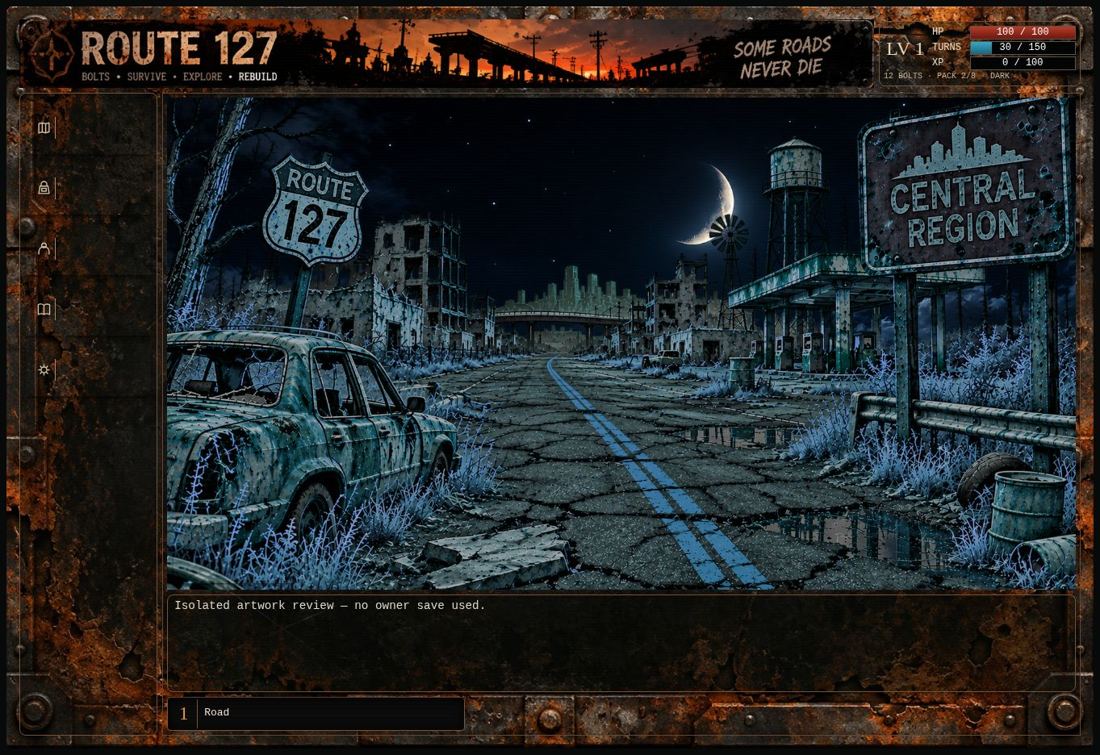 ROUTE 127
BOLTS • SURVIVE • EXPLORE • REBUILD
SOME ROADS
NEVER DIE
LV 1
HP 100 / 100
TURNS 30 / 150
XP 0 / 100
12 BOLTS · PACK 2/8 · DARK
ROUTE
127
CENTRAL
REGION
Isolated artwork review — no owner save used.
1 Road